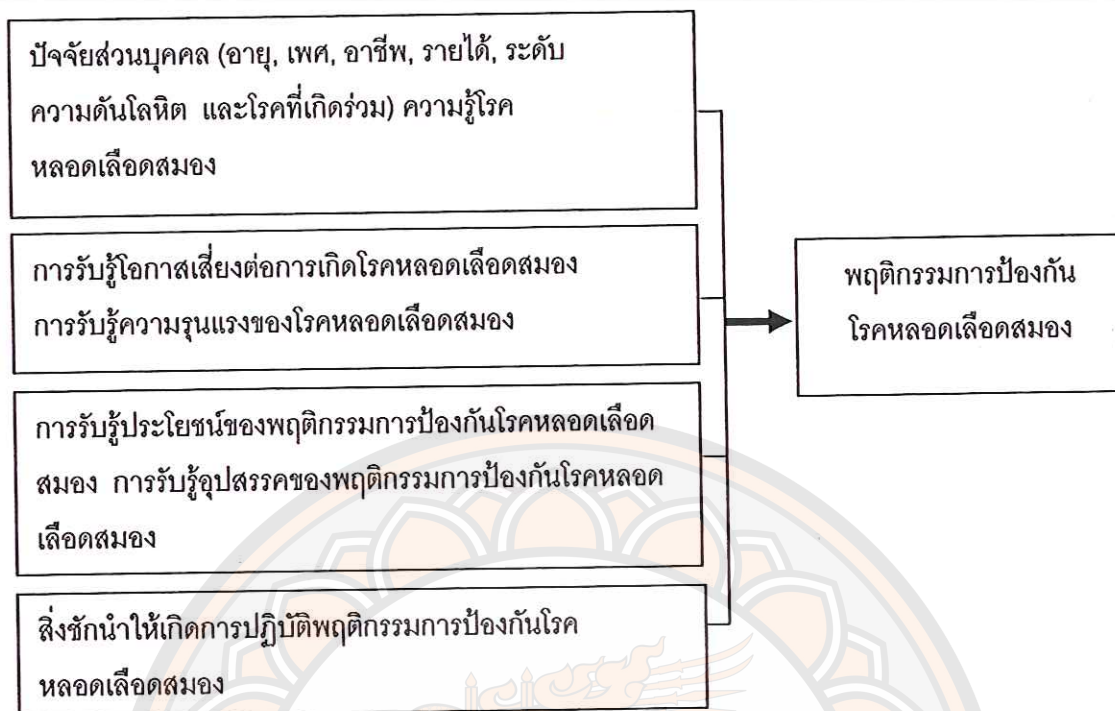 ปัจจัยส่วนบุคคล (อายุ, เพศ, อาชีพ, รายได้, ระดับ
ความดันโลหิต และโรคที่เกิดร่วม) ความรู้โรค
หลอดเลือดสมอง
การรับรู้โอกาสเสี่ยงต่อการเกิดโรคหลอดเลือดสมอง
การรับรู้ความรุนแรงของโรคหลอดเลือดสมอง
การรับรู้ประโยชน์ของพฤติกรรมการป้องกันโรคหลอดเลือด
สมอง การรับรู้อุปสรรคของพฤติกรรมการป้องกันโรคหลอด
เลือดสมอง
สิ่งชักนำให้เกิดการปฏิบัติพฤติกรรมการป้องกันโรค
หลอดเลือดสมอง
พฤติกรรมการป้องกัน
โรคหลอดเลือดสมอง